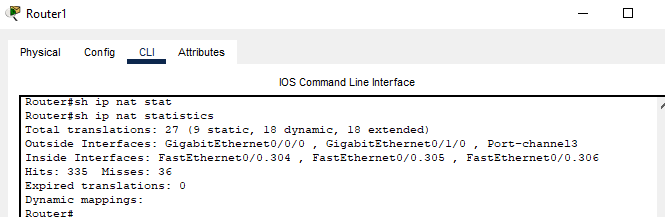 Router1
Physical Config CLI Attributes
IOS Command Line Interface
Router#sh ip nat stat
Router#sh ip nat statistics
Total translations: 27 (9 static, 18 dynamic, 18 extended)
Outside Interfaces: GigabitEthernet0/0/0 , GigabitEthernet0/1/0 , Port-channel3
Inside Interfaces: FastEthernet0/0.304 , FastEthernet0/0.305 , FastEthernet0/0.306
Hits: 335  Misses: 36
Expired translations: 0
Dynamic mappings:
Router#